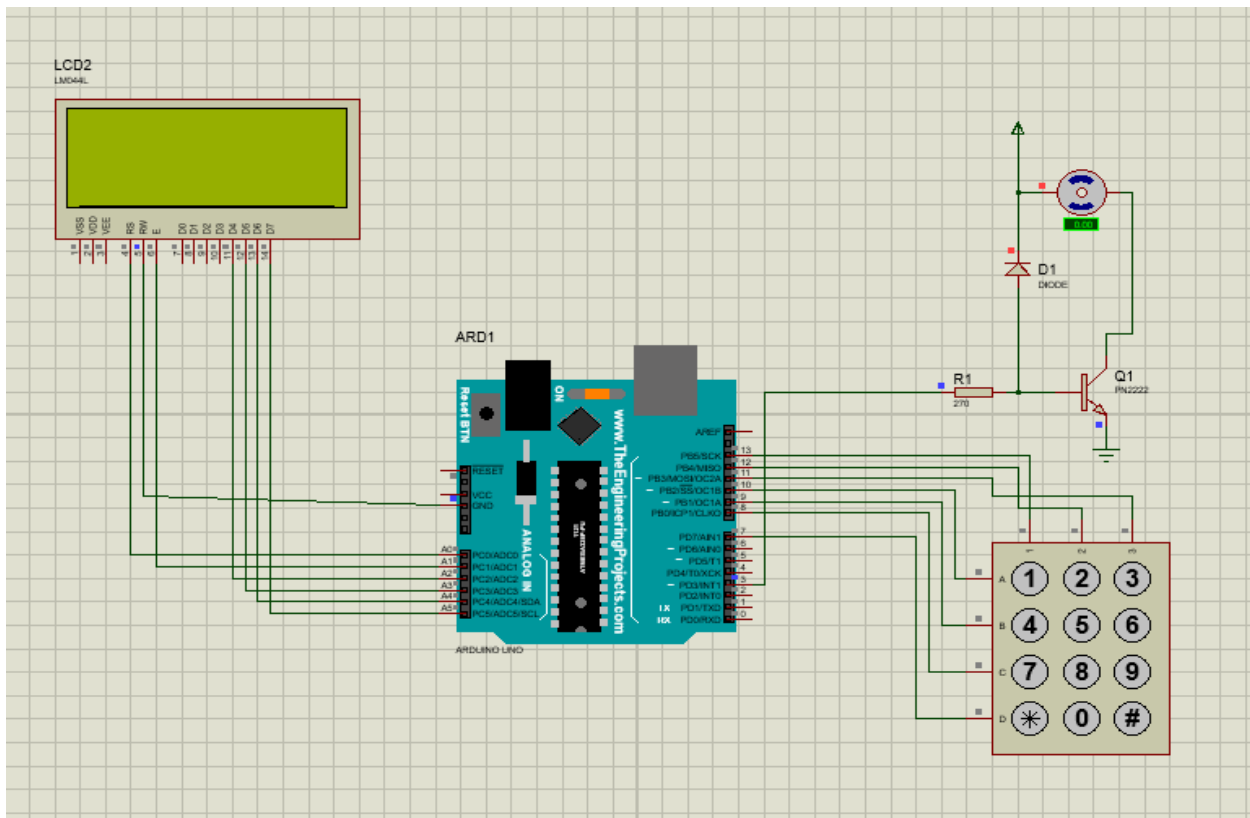 LCD2
LM044L
VSS
VDD
VEE
RS
RW
E
D0
D1
D2
D3
D4
D5
D6
D7
1
2
3
4
5
6
7
8
9
10
11
12
13
14
D1
DIODE
0.00
R1
270
Q1
PN2222
ARD1
Reset BTN
ON
www.TheEngineeringProjects.com
ANALOG IN
RESET
VCC
GND
A0 PC0/ADC0
A1 PC1/ADC1
A2 PC2/ADC2
A3 PC3/ADC3
A4 PC4/ADC4/SDA
A5 PC5/ADC5/SCL
AREF
PB5/SCK 13
PB4/MISO 12
~ PB3/MOSI/OC2A 11
~ PB2/SS/OC1B 10
~ PB1/OC1A 9
PB0/ICP1/CLKO 8
PD7/AIN1 7
~ PD6/AIN0 6
~ PD5/T1 5
PD4/T0/XCK 4
~ PD3/INT1 3
PD2/INT0 2
TX PD1/TXD 1
RX PD0/RXD 0
ARDUINO UNO
1 2 3
A 1 2 3
B 4 5 6
C 7 8 9
D * 0 #